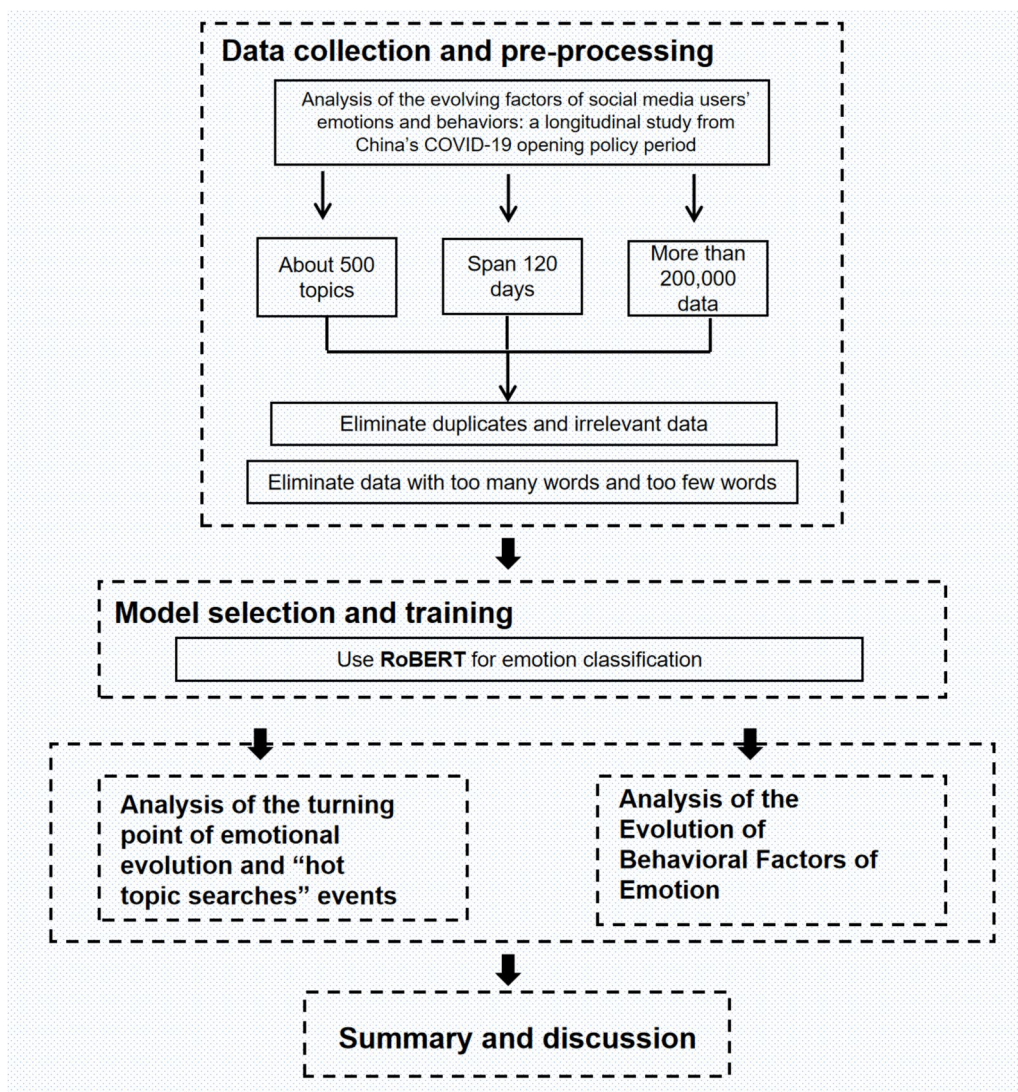 Data collection and pre-processing
Analysis of the evolving factors of social media users’
emotions and behaviors: a longitudinal study from
China’s COVID-19 opening policy period
About 500
topics
Span 120
days
More than
200,000
data
Eliminate duplicates and irrelevant data
Eliminate data with too many words and too few words
Model selection and training
Use RoBERT for emotion classification
Analysis of the turning
point of emotional
evolution and “hot
topic searches” events
Analysis of the
Evolution of
Behavioral Factors of
Emotion
Summary and discussion